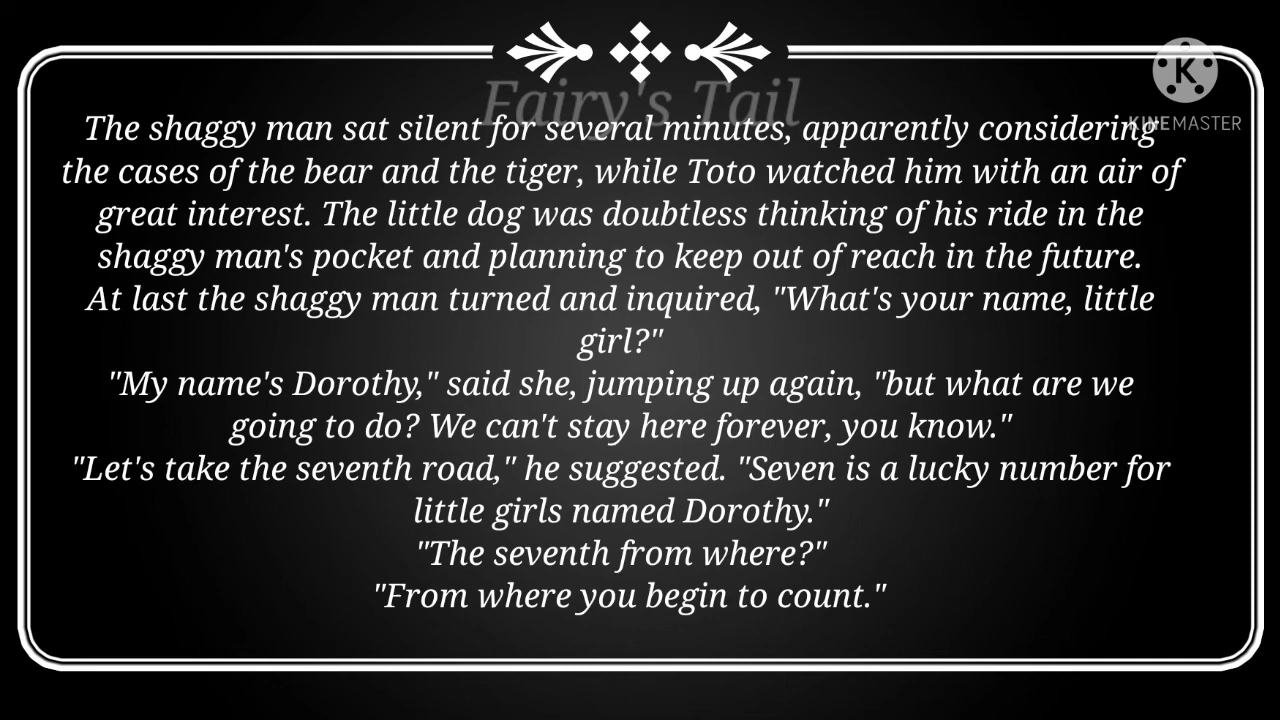 Fairy's Tail
K
KINEMASTER
The shaggy man sat silent for several minutes, apparently considering
the cases of the bear and the tiger, while Toto watched him with an air of
great interest. The little dog was doubtless thinking of his ride in the
shaggy man's pocket and planning to keep out of reach in the future.
At last the shaggy man turned and inquired, "What's your name, little
girl?"
"My name's Dorothy," said she, jumping up again, "but what are we
going to do? We can't stay here forever, you know."
"Let's take the seventh road," he suggested. "Seven is a lucky number for
little girls named Dorothy."
"The seventh from where?"
"From where you begin to count."